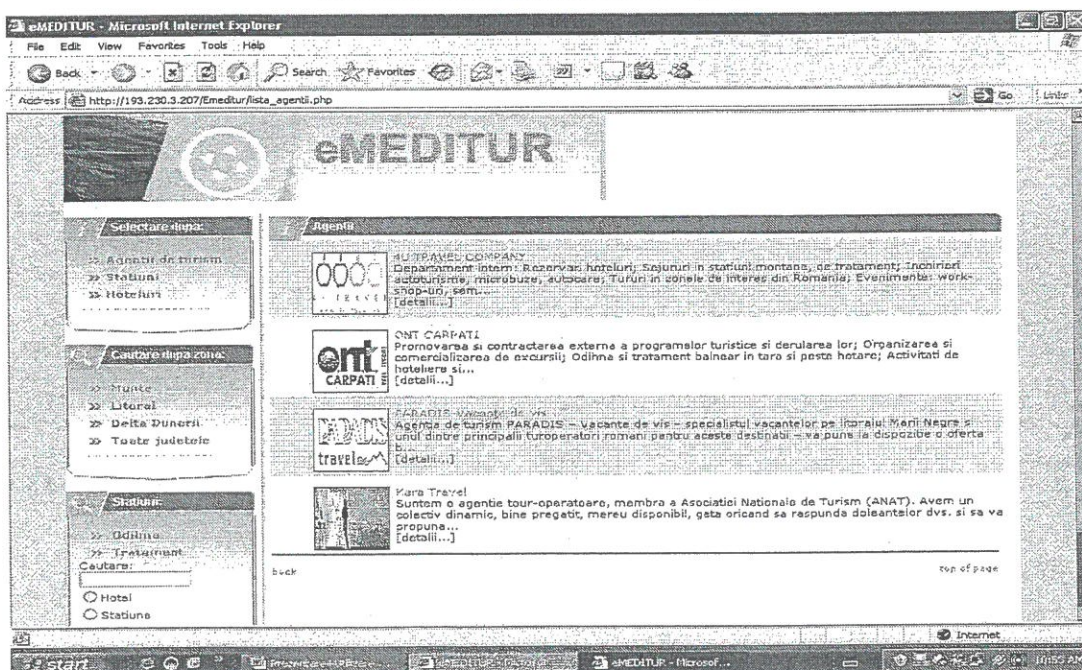 eMEDITUR - Microsoft Internet Explorer
File Edit View Favorites Tools Help
Back Search Favorites
Address http://193.230.3.207/Emeditur/lista_agentii.php Go Links
eMEDITUR
Selectare dupa:
>> Agentii de turism
>> Statiuni
>> Hoteluri
Cautare dupa zona:
>> Munte
>> Litoral
>> Delta Dunarii
>> Toate judetele
Statiuni:
>> Odihna
>> Tratament
Cautare:
Hotel
Statiune
Agentii
4U TRAVEL COMPANY
Departament intern: Rezervari hoteluri; Sejururi in statiuni montane, de tratament; Inchirieri
autoturisme, microbuze, autocare; Tururi in zonele de interes din Romania; Evenimente: work-
shop-uri, sem...
[detalii...]
ont
CARPATI
ONT CARPATI
Promovarea si contractarea externa a programelor turistice si derularea lor; Organizarea si
comercializarea de excursii; Odihna si tratament balnear in tara si peste hotare; Activitati de
hoteliere si...
[detalii...]
PARADIS
travel
PARADIS Vacante de vis
Agentia de turism PARADIS - Vacante de vis - specialistul vacantelor pe litoralul Marii Negre si
unul dintre principalii turoperatori romani pentru aceste destinatii - va pune la dispozitie o oferta
b...
[detalii...]
Kara Travel
Suntem o agentie tour-operatoare, membra a Asociatiei Nationale de Turism (ANAT). Avem un
colectiv dinamic, bine pregatit, mereu disponibil, gata oricand sa raspunda doleantelor dvs. si sa va
propuna...
[detalii...]
back top of page
Internet
start eMEDITUR - Microsof...